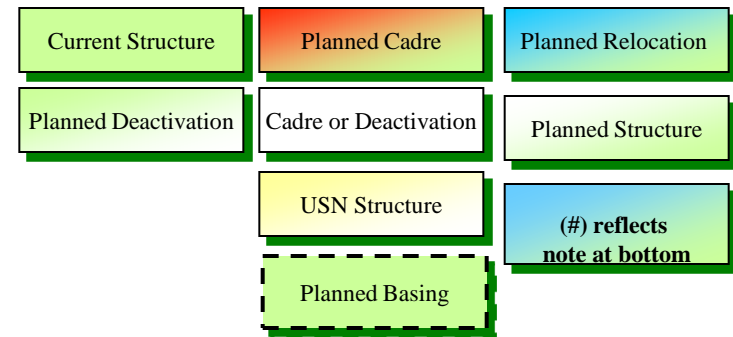 Current Structure
Planned Cadre
Planned Relocation
Planned Deactivation
Cadre or Deactivation
Planned Structure
USN Structure
(#) reflects
note at bottom
Planned Basing